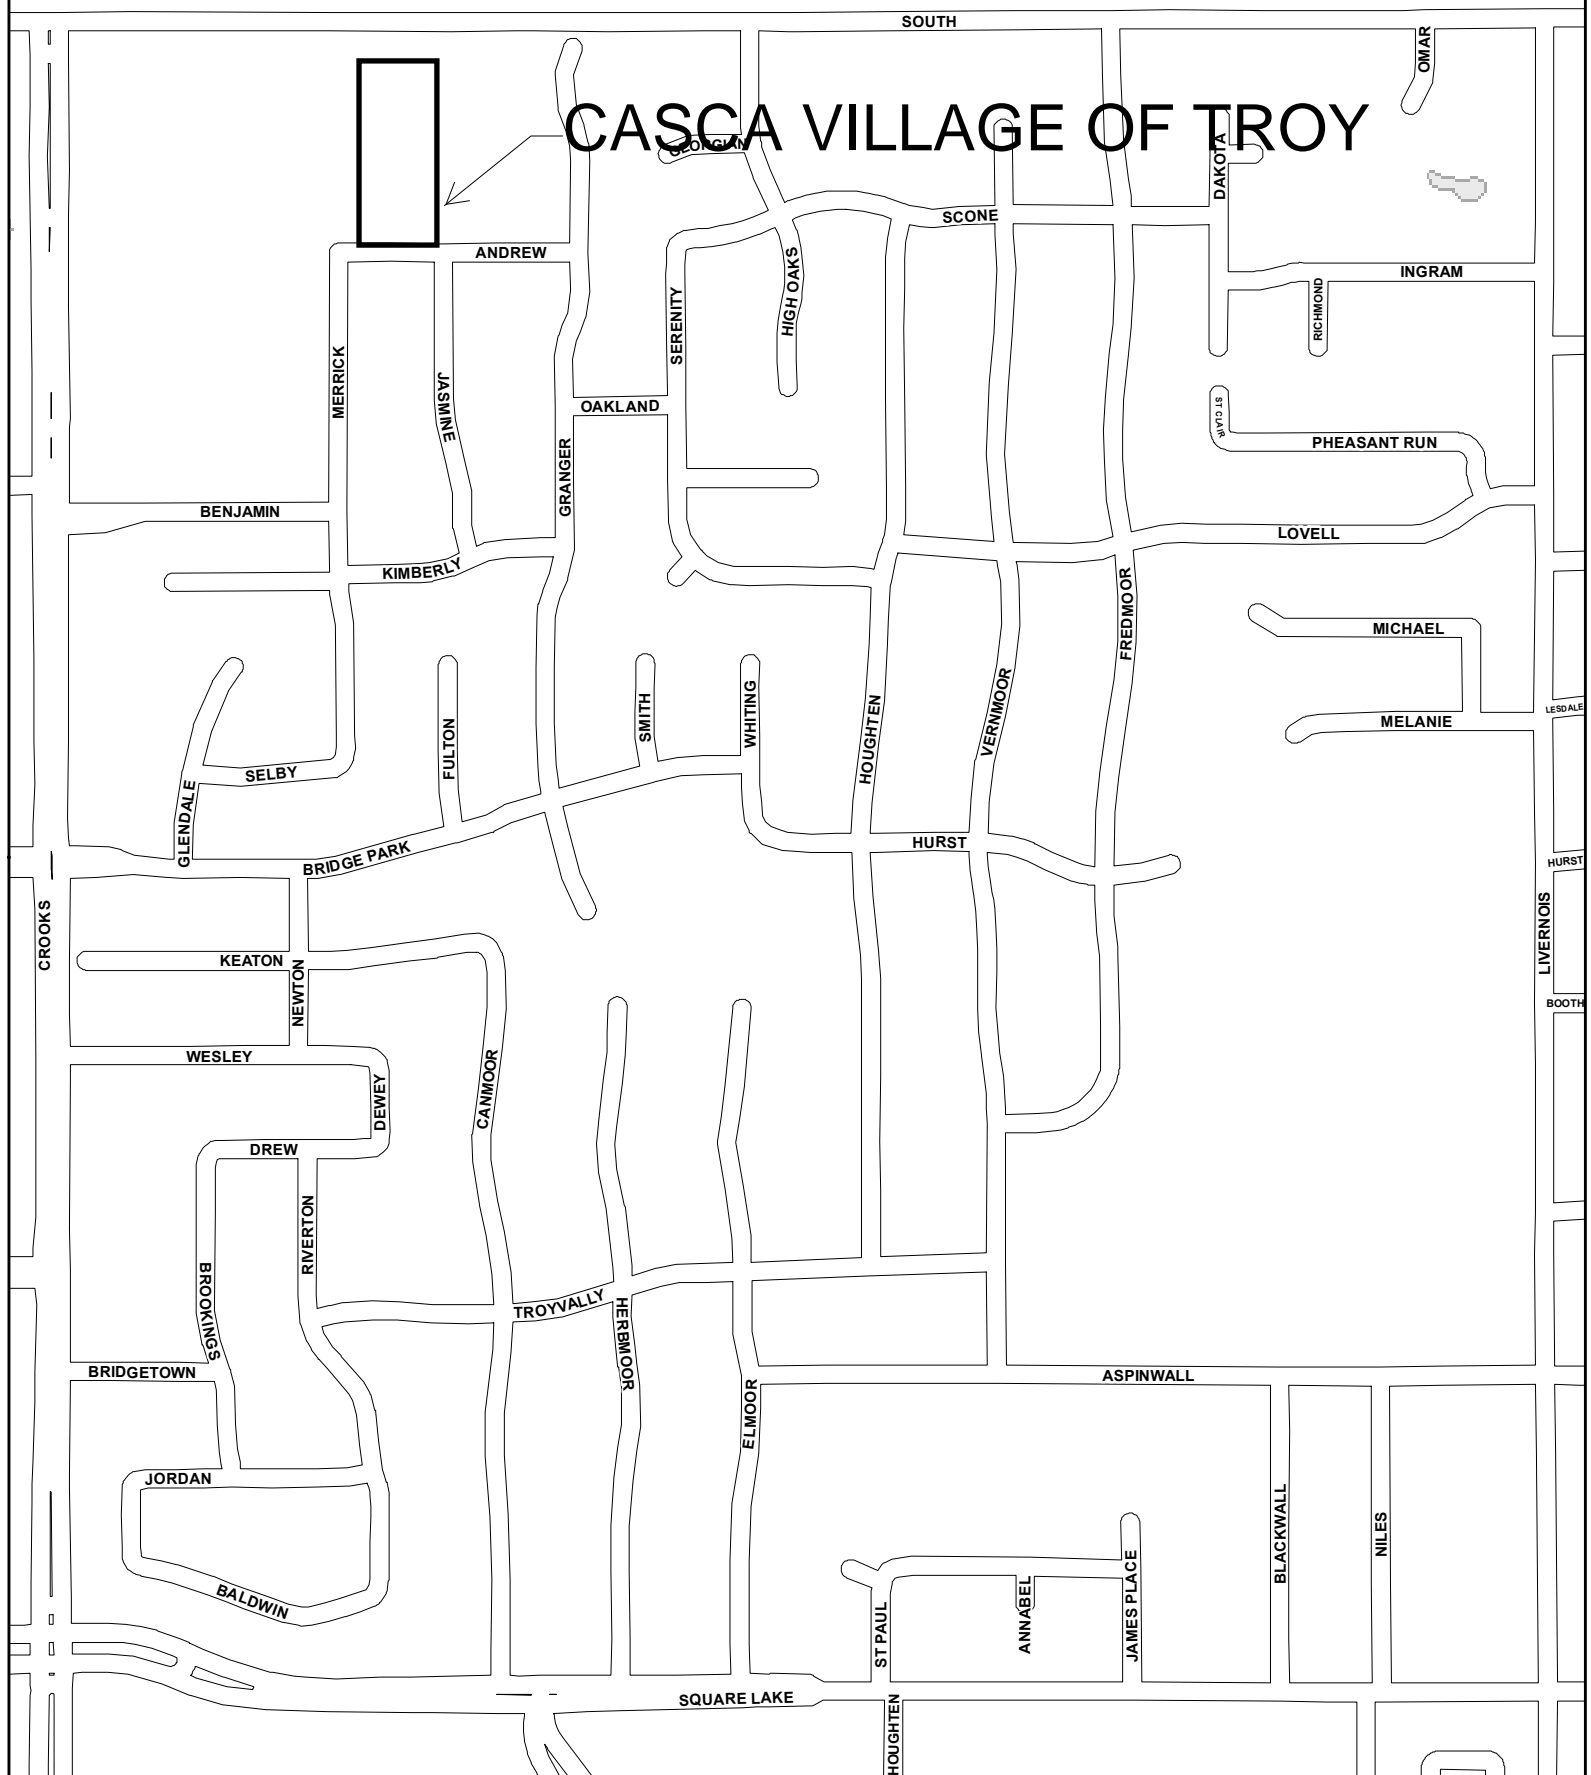 SOUTH
OMAR
CASCA VILLAGE OF TROY
GEORGIAN
DAKOTA
SCONE
ANDREW
HIGH OAKS
INGRAM
RICHMOND
SERENITY
MERRICK
JASMINE
OAKLAND
ST CLAIR
PHEASANT RUN
GRANGER
BENJAMIN
LOVELL
KIMBERLY
FREDMOOR
MICHAEL
LESDALE
MELANIE
SMITH
WHITING
VERNMOOR
HOUGHTEN
FULTON
SELBY
GLENDALE
HURST
BRIDGE PARK
HURST
CROOKS
LIVERNOIS
KEATON
NEWTON
BOOTH
WESLEY
DEWEY
CANMOOR
DREW
RIVERTON
BROOKINGS
TROYVALLY
HERBMOOR
BRIDGETOWN
ASPINWALL
ELMOOR
JORDAN
BLACKWALL
NILES
BALDWIN
ST PAUL
ANNABEL
JAMES PLACE
SQUARE LAKE
HOUGHTEN